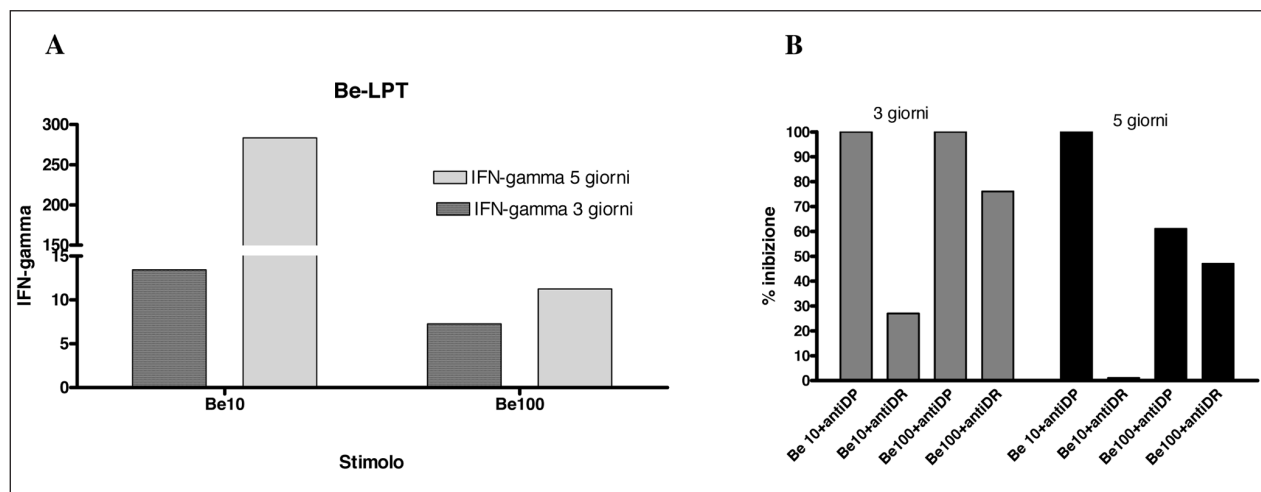 A
Be-LPT
300
250
200
150
15
10
5
0
IFN-gamma
IFN-gamma 5 giorni
IFN-gamma 3 giorni
Be10
Be100
Stimolo
B
3 giorni
5 giorni
100
90
80
70
60
50
40
30
20
10
0
% inibizione
Be 10+antiDP
Be10+antiDR
Be100+antiDP
Be100+antiDR
Be 10+antiDP
Be10+antiDR
Be100+antiDP
Be100+antiDR